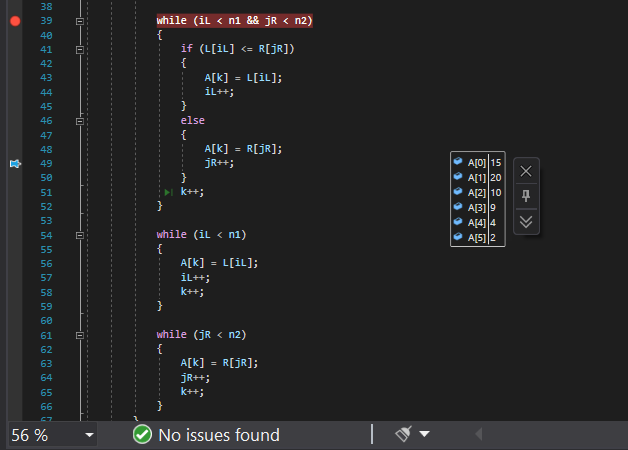 38
39 while (iL < n1 && jR < n2)
40 {
41 if (L[iL] <= R[jR])
42 {
43 A[k] = L[iL];
44 iL++;
45 }
46 else
47 {
48 A[k] = R[jR];
49 jR++;
50 }
51 k++;
52 }
53
54 while (iL < n1)
55 {
56 A[k] = L[iL];
57 iL++;
58 k++;
59 }
60
61 while (jR < n2)
62 {
63 A[k] = R[jR];
64 jR++;
65 k++;
66 }
67 }
A[0] 15
A[1] 20
A[2] 10
A[3] 9
A[4] 4
A[5] 2
56 % No issues found